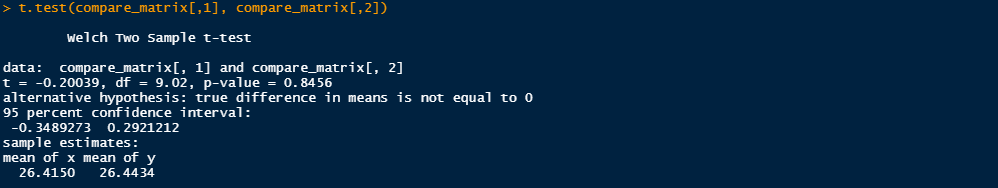 > t.test(compare_matrix[,1], compare_matrix[,2])
Welch Two Sample t-test
data:  compare_matrix[, 1] and compare_matrix[, 2]
t = -0.20039, df = 9.02, p-value = 0.8456
alternative hypothesis: true difference in means is not equal to 0
95 percent confidence interval:
-0.3489273  0.2921212
sample estimates:
mean of x mean of y
26.4150   26.4434